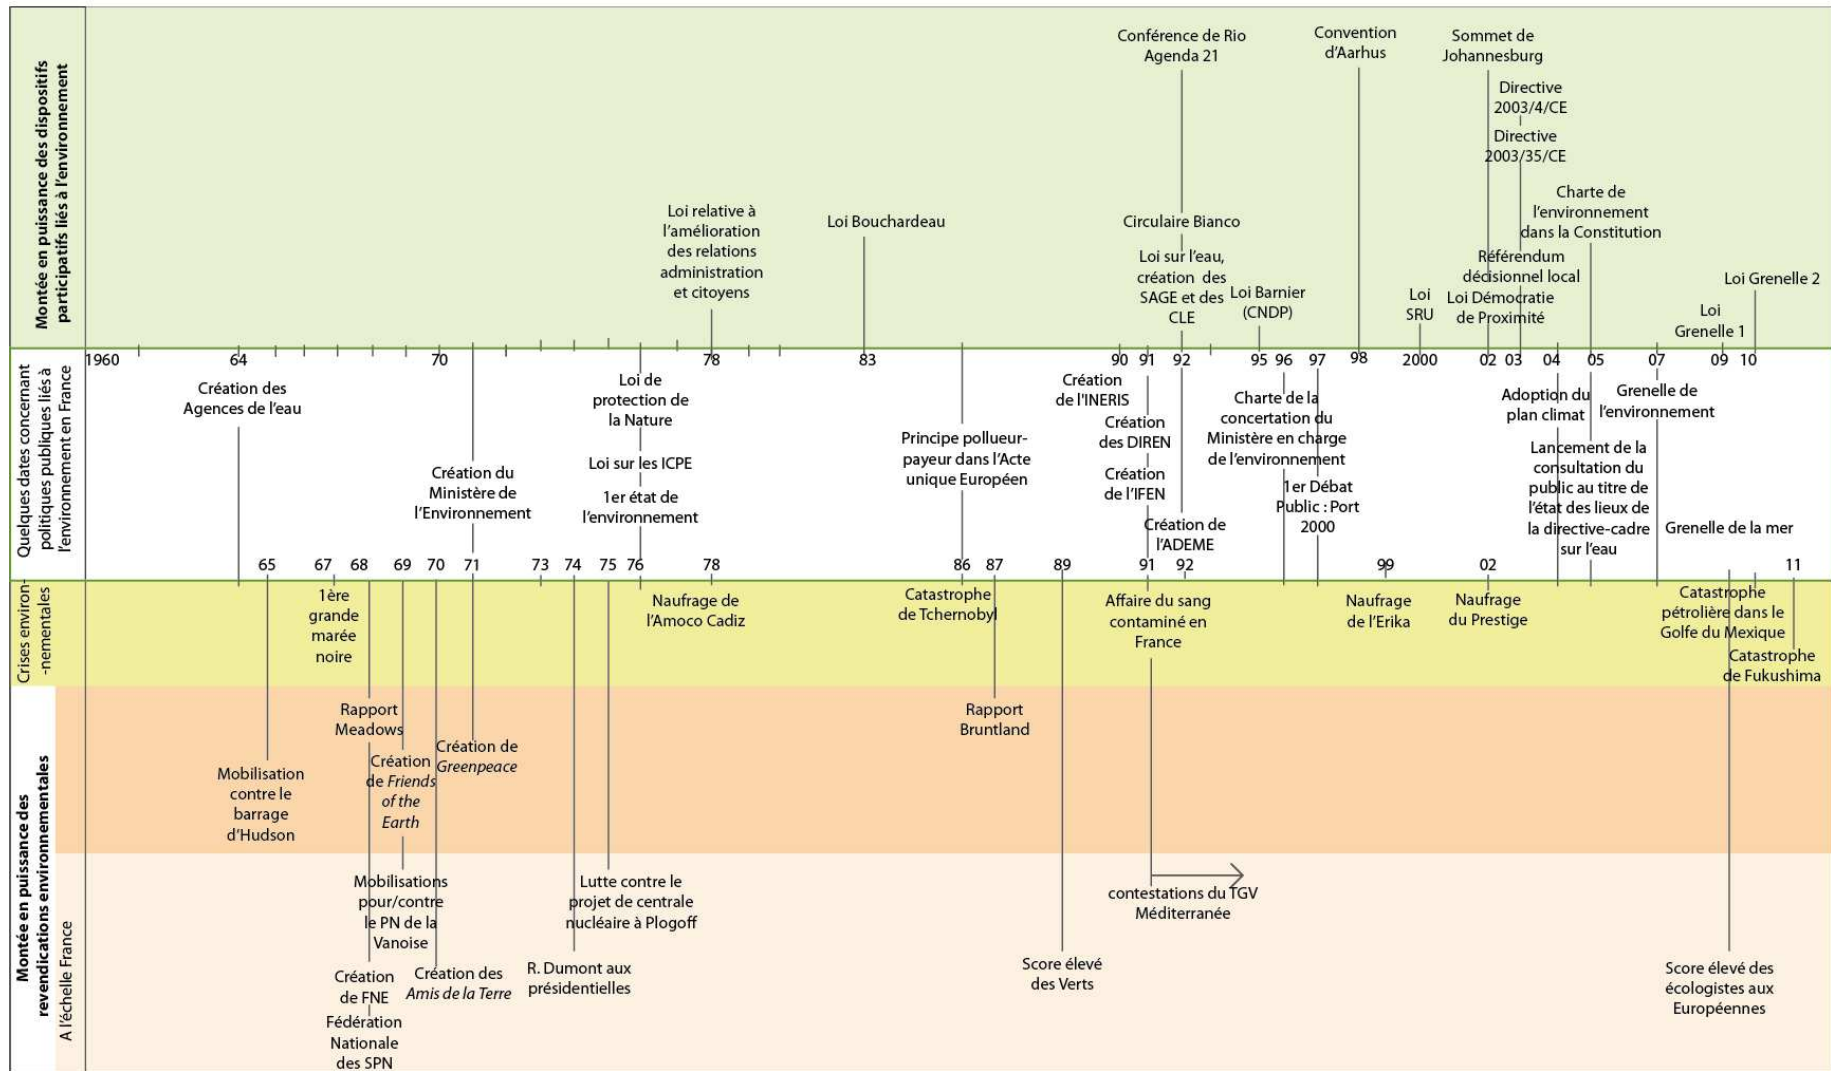 Montée en puissance des dispositifs
participatifs liés à l'environnement
Conférence de Rio
Agenda 21
Convention
d'Aarhus
Sommet de
Johannesburg
Directive
2003/4/CE
Directive
2003/35/CE
Loi relative à
l'amélioration
des relations
administration
et citoyens
Loi Bouchardeau
Circulaire Bianco
Loi sur l'eau,
création des
SAGE et des
CLE
Loi Barnier
(CNDP)
Loi
SRU
Charte de
l'environnement
dans la Constitution
Référendum
décisionnel local
Loi Démocratie
de Proximité
Loi
Grenelle 1
Loi Grenelle 2
1960
64
70
78
83
90
91
92
95
96
97
98
2000
02
03
04
05
07
09
10
Quelques dates concernant
politiques publiques liés à
l'environnement en France
Création des
Agences de l'eau
Création du
Ministère de
l'Environnement
Loi de
protection de
la Nature
Loi sur les ICPE
1er état de
l'environnement
Principe pollueur-
payeur dans l'Acte
unique Européen
Création
de l'INERIS
Création
des DIREN
Création
de l'IFEN
Création de
l'ADEME
Charte de la
concertation du
Ministère en charge
de l'environnement
1er Débat
Public : Port
2000
Adoption du
plan climat
Lancement de la
consultation du
public au titre de
l'état des lieux de
la directive-cadre
sur l'eau
Grenelle de
l'environnement
Grenelle de la mer
65
67
68
69
70
71
73
74
75
76
78
86
87
89
91
92
99
02
11
Crises environ-
-nementales
1ère
grande
marée
noire
Naufrage de
l'Amoco Cadiz
Catastrophe
de Tchernobyl
Affaire du sang
contaminé en
France
Naufrage
de l'Erika
Naufrage
du Prestige
Catastrophe
pétrolière dans le
Golfe du Mexique
Catastrophe
de Fukushima
Montée en puissance des
revendications environnementales
Mobilisation
contre le
barrage
d'Hudson
Rapport
Meadows
Création
de Friends
of the
Earth
Création de
Greenpeace
Rapport
Bruntland
A l'échelle France
Mobilisations
pour/contre
le PN de la
Vanoise
Création
de FNE
Fédération
Nationale
des SPN
Création des
Amis de la Terre
R. Dumont aux
présidentielles
Lutte contre le
projet de centrale
nucléaire à Plogoff
Score élevé
des Verts
contestations du TGV
Méditerranée
Score élevé des
écologistes aux
Européennes